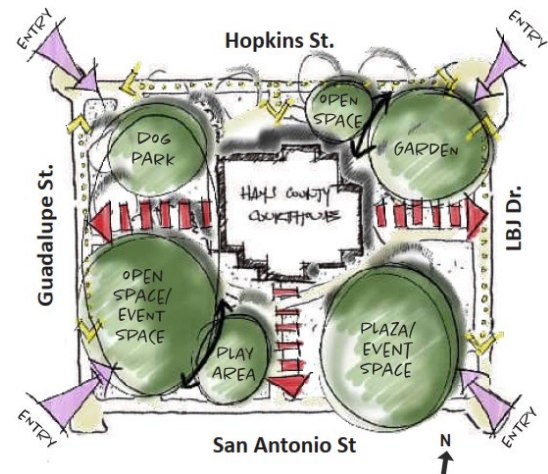 ENTRY
Hopkins St.
ENTRY
OPEN
SPACE
DOG
PARK
GARDEN
HAYS COUNTY
COURTHOUSE
Guadalupe St.
LBJ Dr.
OPEN
SPACE/
EVENT
SPACE
PLAZA/
EVENT
SPACE
PLAY
AREA
ENTRY
San Antonio St
N
ENTRY